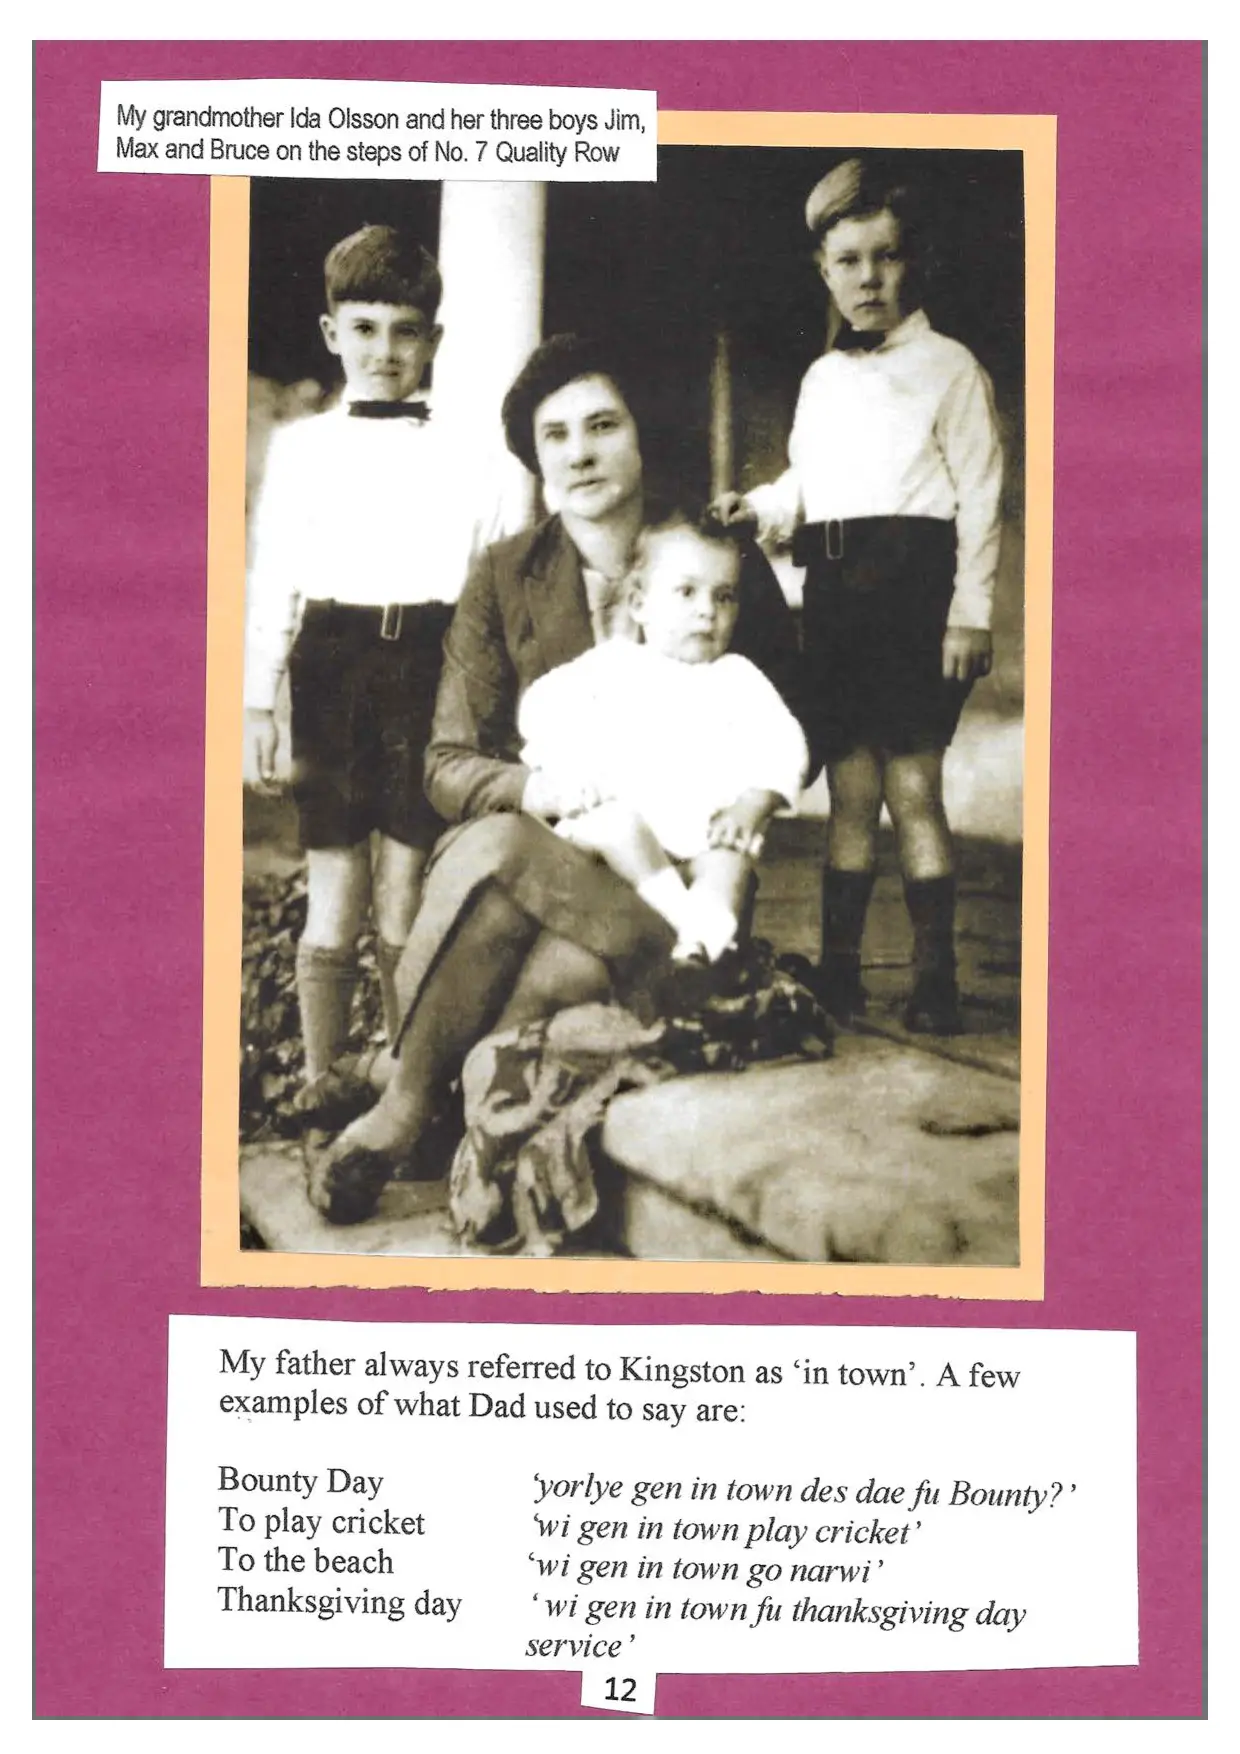 My grandmother Ida Olsson and her three boys Jim,
Max and Bruce on the steps of No. 7 Quality Row
My father always referred to Kingston as ‘in town’. A few
examples of what Dad used to say are:
Bounty Day ‘yorlye gen in town des dae fu Bounty?’
To play cricket ‘wi gen in town play cricket’
To the beach ‘wi gen in town go narwi’
Thanksgiving day ‘ wi gen in town fu thanksgiving day
service’
12